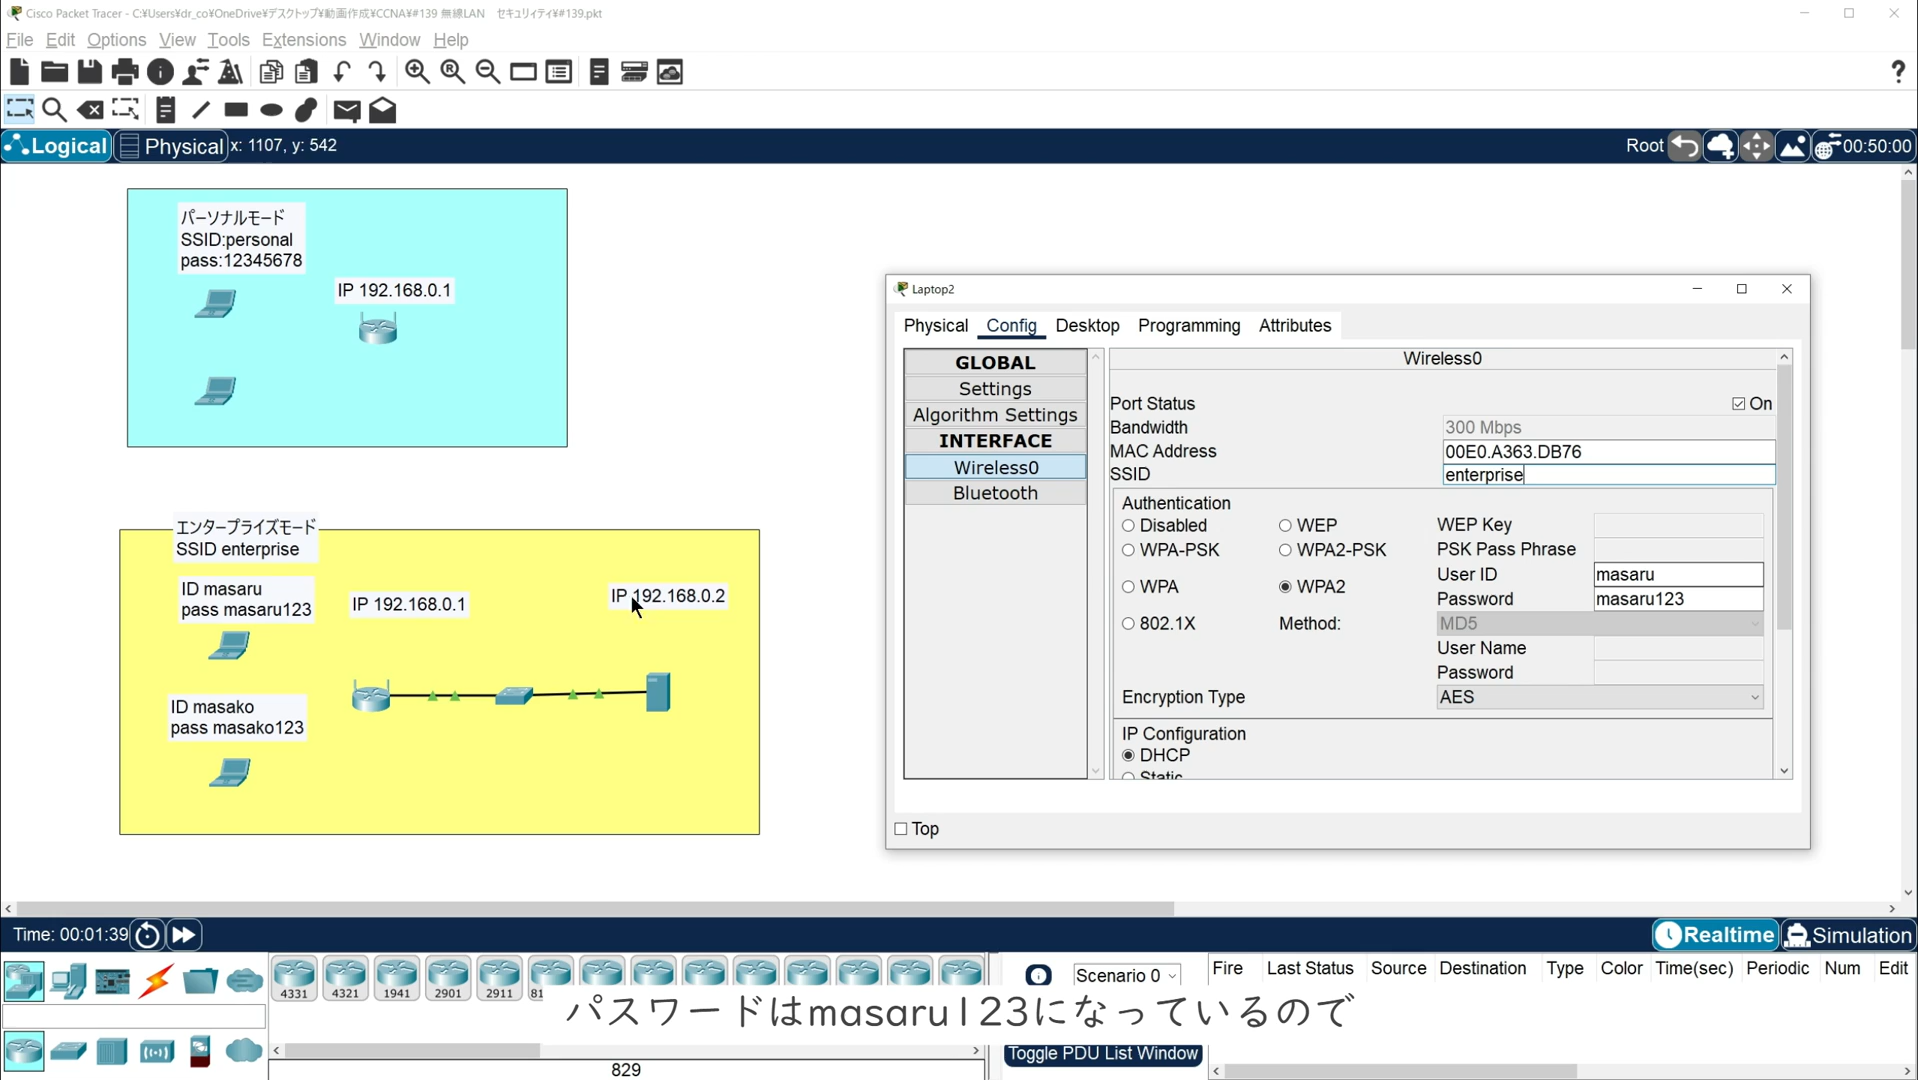 Cisco Packet Tracer - C:¥Users¥dr_co¥OneDrive¥デスクトップ¥動画作成¥CCNA¥#139 無線LAN　セキュリィティ¥#139.pkt
File Edit Options View Tools Extensions Window Help
?
Logical Physical x: 1107, y: 542
Root 00:50:00
パーソナルモード
SSID:personal
pass:12345678
IP 192.168.0.1
エンタープライズモード
SSID enterprise
ID masaru
pass masaru123
IP 192.168.0.1
IP 192.168.0.2
ID masako
pass masako123
Laptop2
Physical Config Desktop Programming Attributes
GLOBAL
Settings
Algorithm Settings
INTERFACE
Wireless0
Bluetooth
Wireless0
Port Status On
Bandwidth 300 Mbps
MAC Address 00E0.A363.DB76
SSID enterprise
Authentication
Disabled WEP WEP Key
WPA-PSK WPA2-PSK PSK Pass Phrase
User ID masaru
WPA WPA2
Password masaru123
802.1X Method: MD5
User Name
Password
Encryption Type AES
IP Configuration
DHCP
Static
Top
Time: 00:01:39
Realtime Simulation
4331 4321 1941 2901 2911 81
Scenario 0
Fire Last Status Source Destination Type Color Time(sec) Periodic Num Edit
パスワードはmasaru123になっているので
Toggle PDU List Window
829